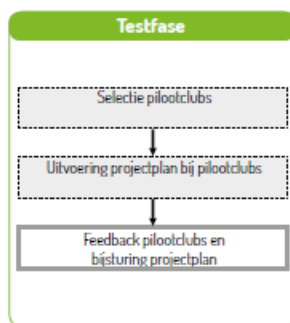 Testfase
Selectie pilootclubs
Uitvoering projectplan bij pilootclubs
Feedback pilootclubs en
bijsturing projectplan